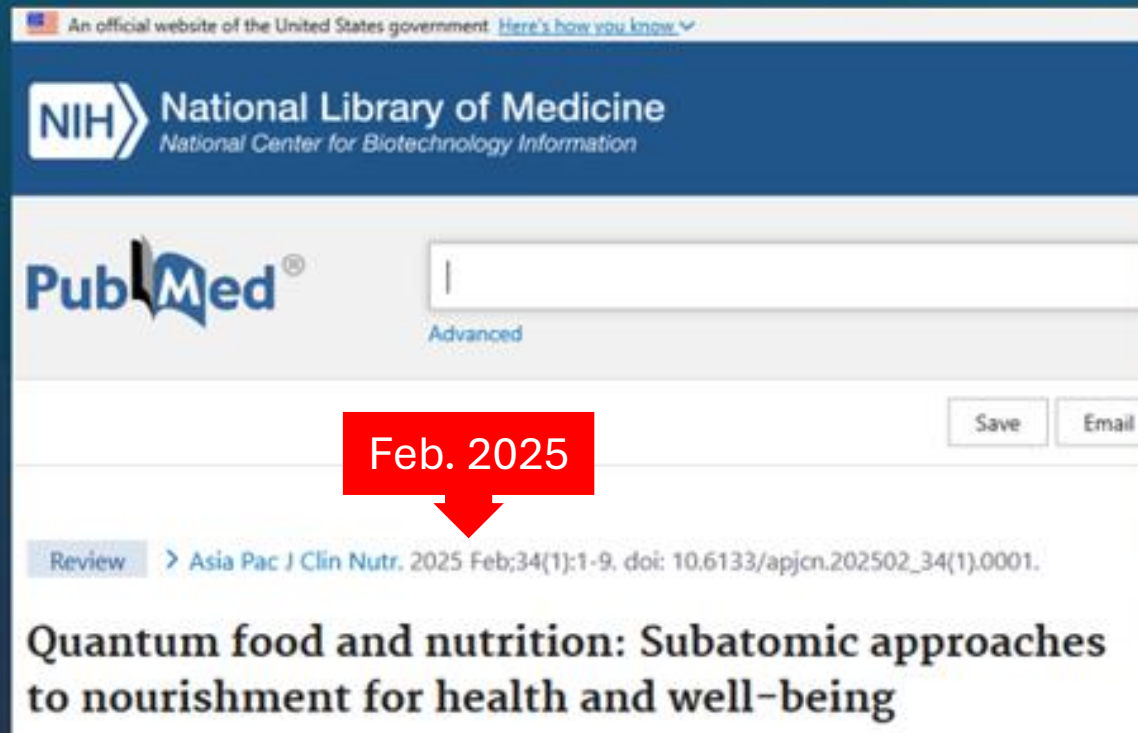 An official website of the United States government Here's how you know
NIH National Library of Medicine
National Center for Biotechnology Information
PubMed®
Advanced
Save Email
Feb. 2025
Review > Asia Pac J Clin Nutr. 2025 Feb;34(1):1-9. doi: 10.6133/apjcn.202502_34(1).0001.
Quantum food and nutrition: Subatomic approaches
to nourishment for health and well-being